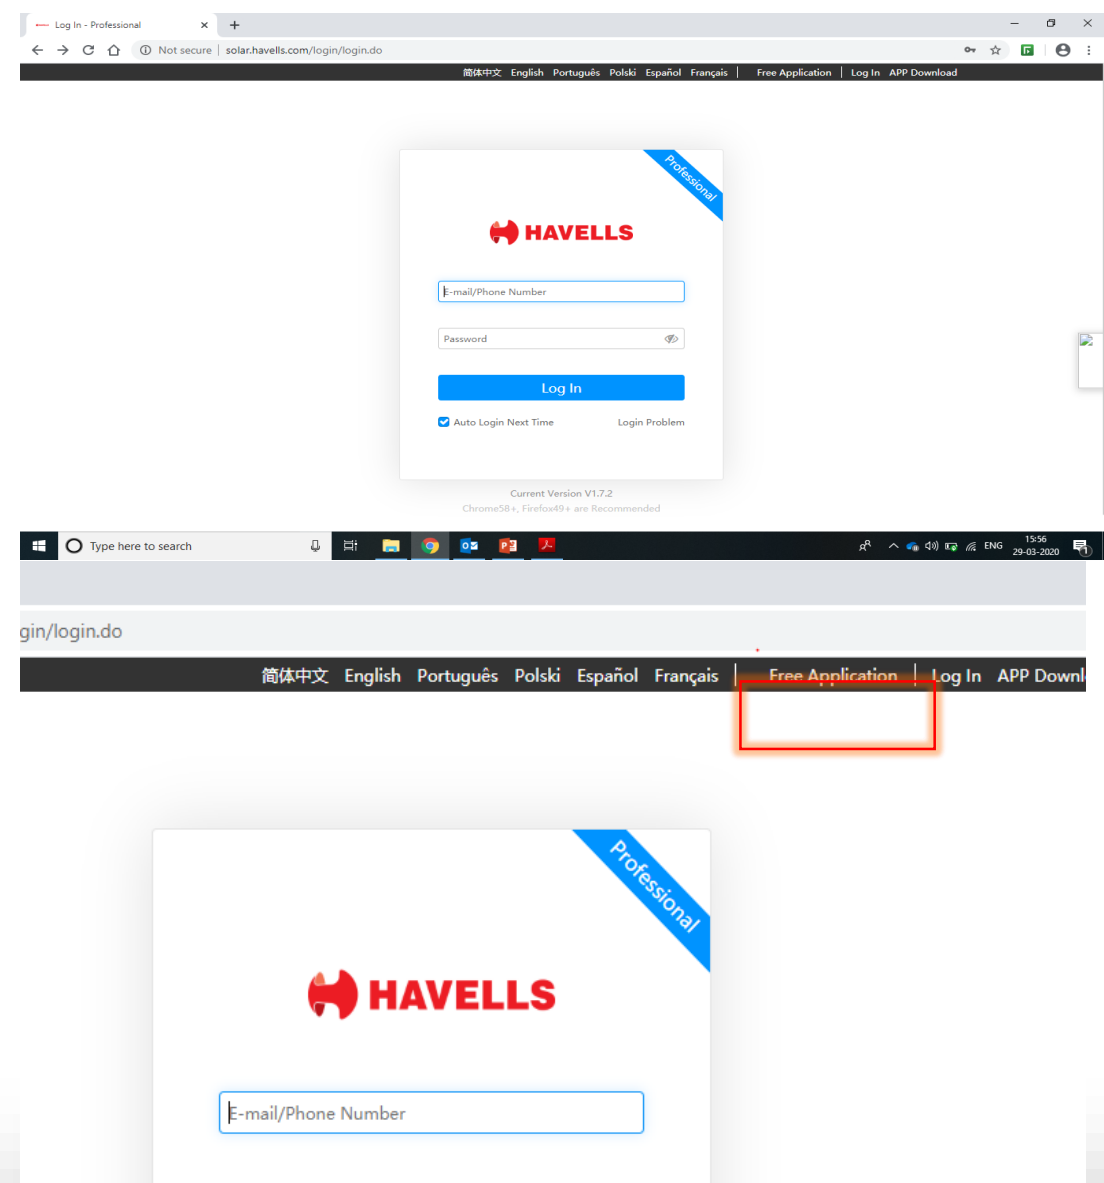 Log In - Professional
Not secure | solar.havells.com/login/login.do
简体中文 English Português Polski Español Français | Free Application | Log In APP Download
Professional
HAVELLS
E-mail/Phone Number
Password
Log In
Auto Login Next Time Login Problem
Current Version V1.7.2
Chrome58+, Firefox49+ are Recommended
Type here to search
ENG
15:56
29-03-2020
gin/login.do
简体中文 English Português Polski Español Français | Free Application | Log In APP Downl
Professional
HAVELLS
E-mail/Phone Number